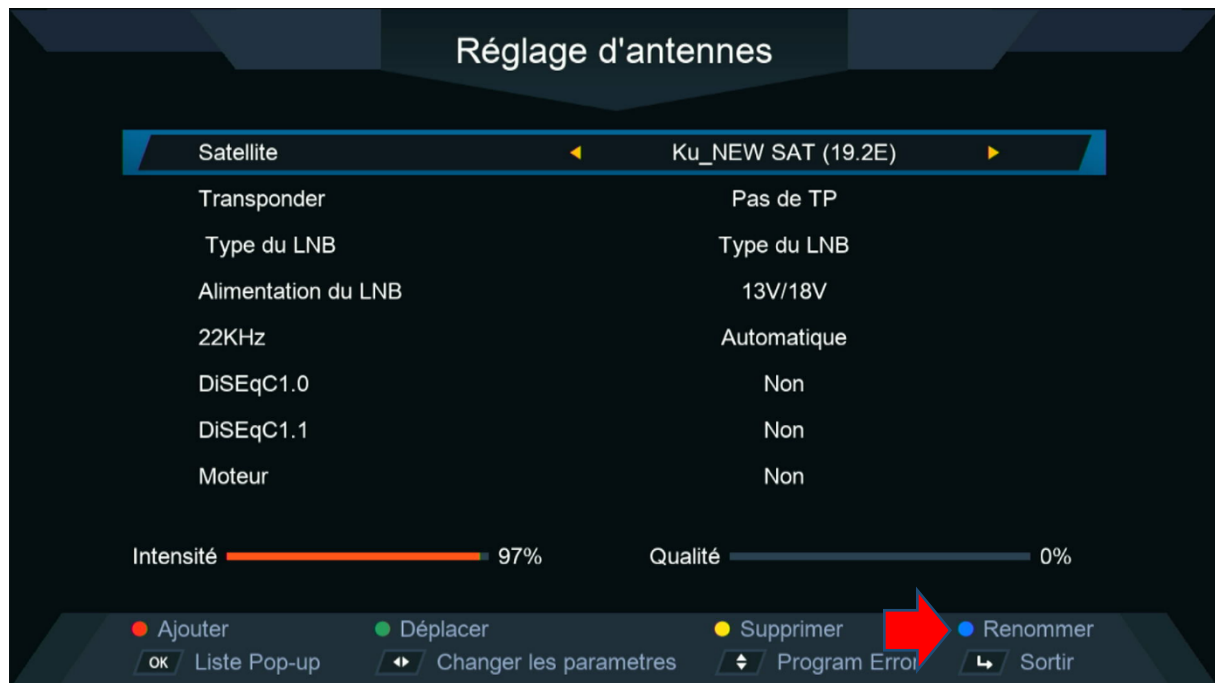 Réglage d'antennes
Satellite Ku_NEW SAT (19.2E)
Transponder Pas de TP
Type du LNB Type du LNB
Alimentation du LNB 13V/18V
22KHz Automatique
DiSEqC1.0 Non
DiSEqC1.1 Non
Moteur Non
Intensité 97% Qualité 0%
Ajouter Déplacer Supprimer Renommer
OK Liste Pop-up Changer les parametres Program Error Sortir